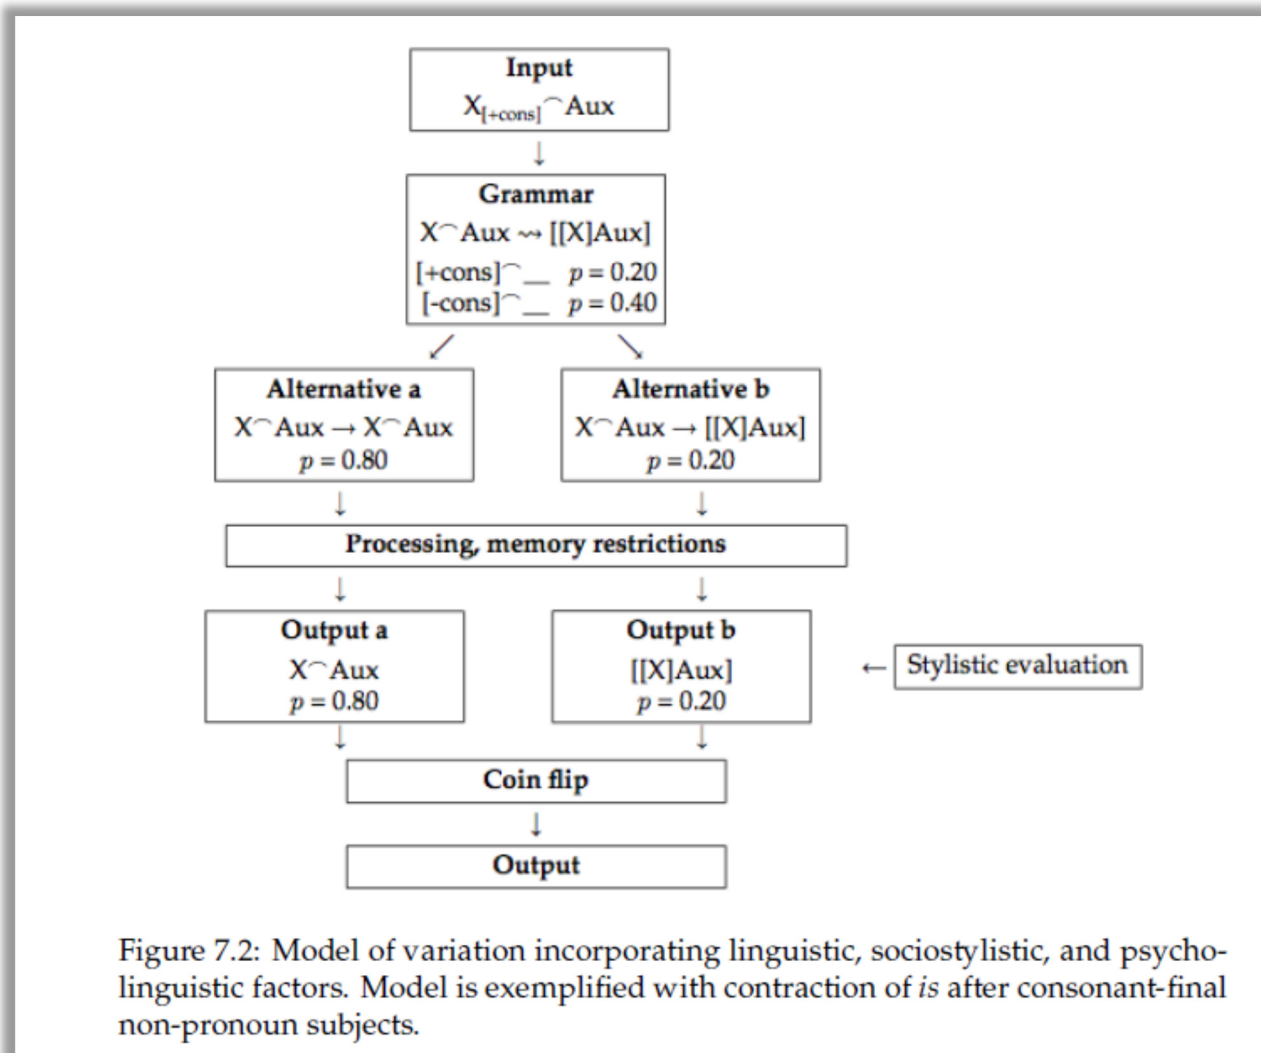 Input
X[+cons]⁀Aux
↓
Grammar
X⁀Aux ⇝ [[X]Aux]
[+cons]⁀__ p = 0.20
[-cons]⁀__ p = 0.40
↙ ↘
Alternative a
X⁀Aux → X⁀Aux
p = 0.80
Alternative b
X⁀Aux → [[X]Aux]
p = 0.20
↓ ↓
Processing, memory restrictions
↓ ↓
Output a
X⁀Aux
p = 0.80
Output b
[[X]Aux]
p = 0.20
← Stylistic evaluation
↓ ↓
Coin flip
↓
Output
Figure 7.2: Model of variation incorporating linguistic, sociostylistic, and psycho-
linguistic factors. Model is exemplified with contraction of is after consonant-final
non-pronoun subjects.